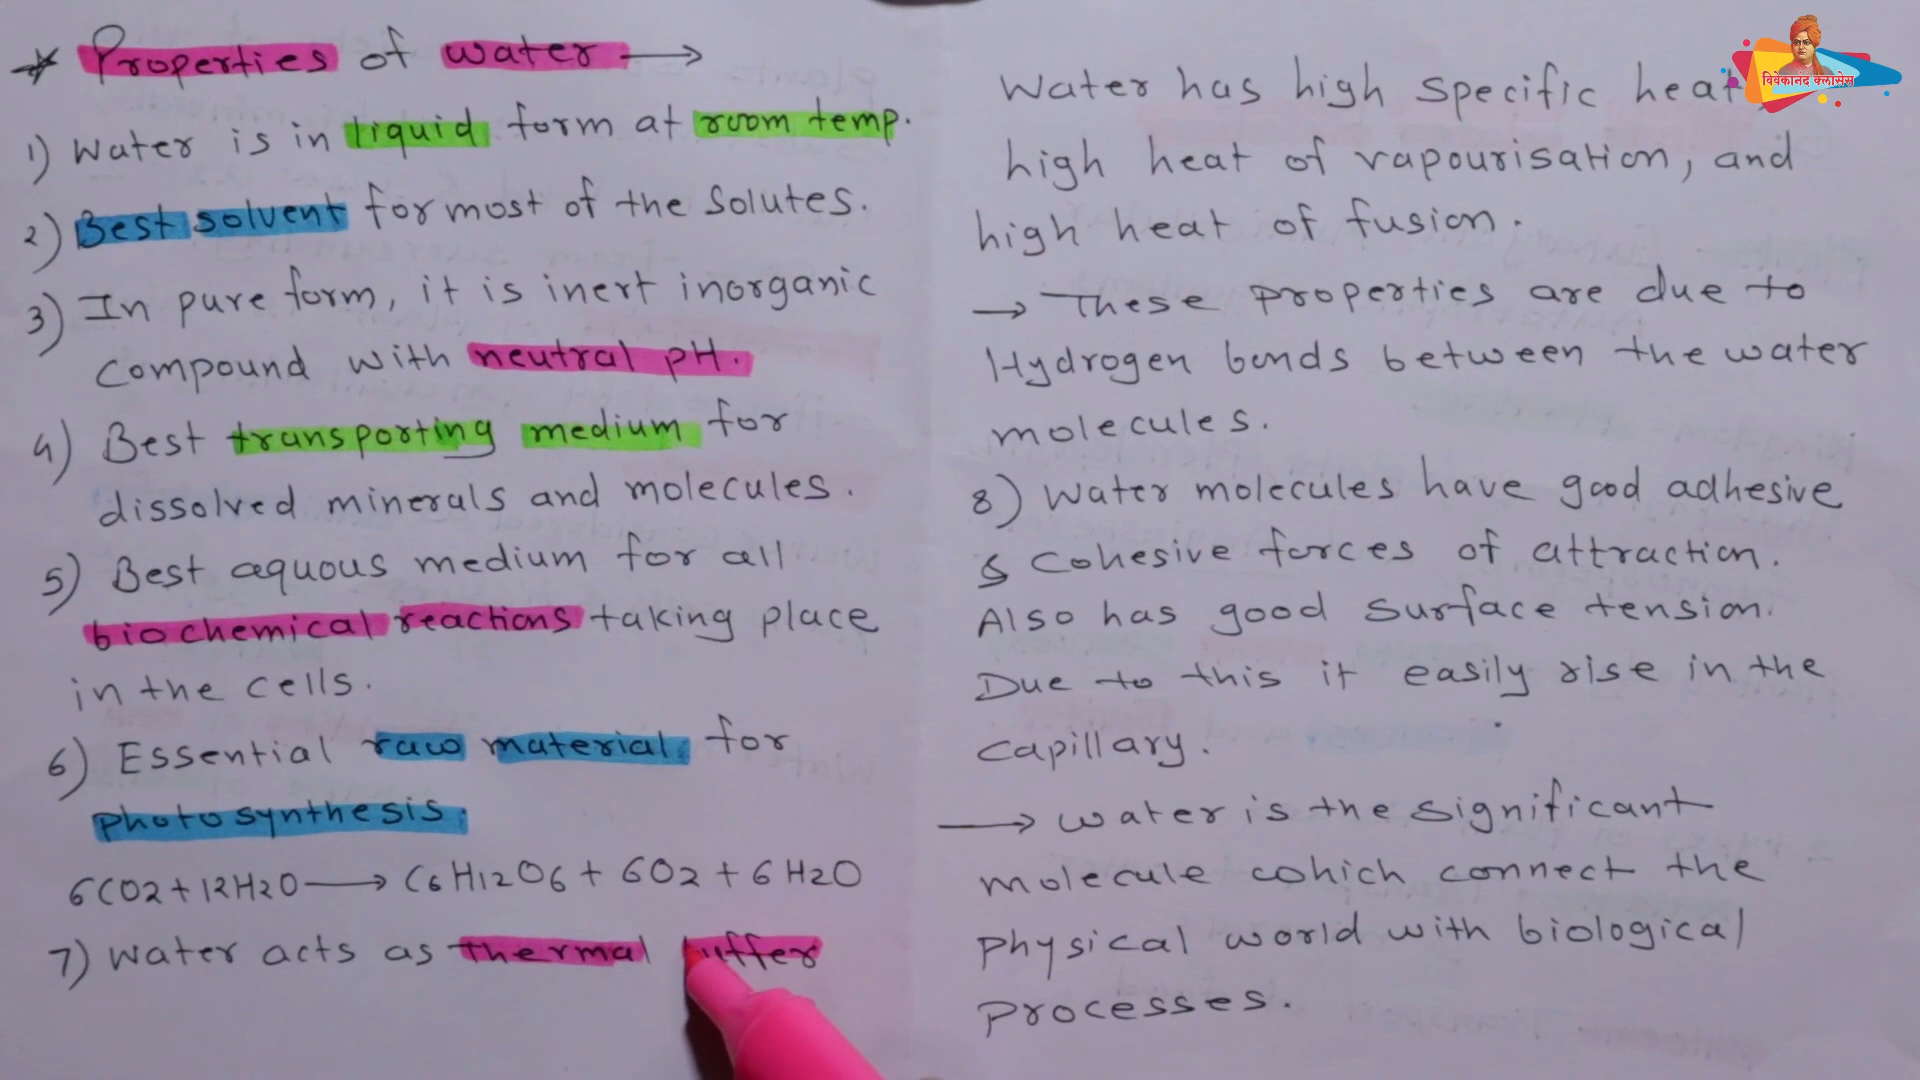 Properties of water →
1) Water is in liquid form at room temp.
2) Best solvent for most of the solutes.
3) In pure form, it is inert inorganic
compound with neutral pH.
4) Best transporting medium for
dissolved minerals and molecules.
5) Best aquous medium for all
biochemical reactions taking place
in the cells.
6) Essential raw material for
photosynthesis.
6CO2 + 12H2O → C6H12O6 + 6O2 + 6H2O
7) Water acts as thermal buffer
Water has high specific heat
high heat of vapourisation, and
high heat of fusion.
→ These properties are due to
Hydrogen bonds between the water
molecules.
8) Water molecules have good adhesive
& cohesive forces of attraction.
Also has good surface tension.
Due to this it easily rise in the
capillary.
→ Water is the significant
molecule which connect the
physical world with biological
processes.
विवेकानंद क्लासेस